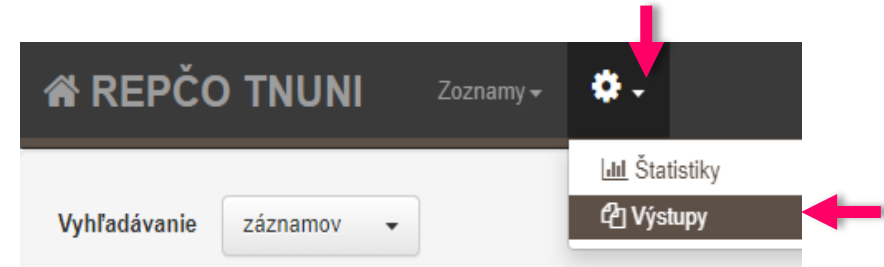 REPČO TNUNI Zoznamy
Štatistiky
Výstupy
Vyhľadávanie záznamov